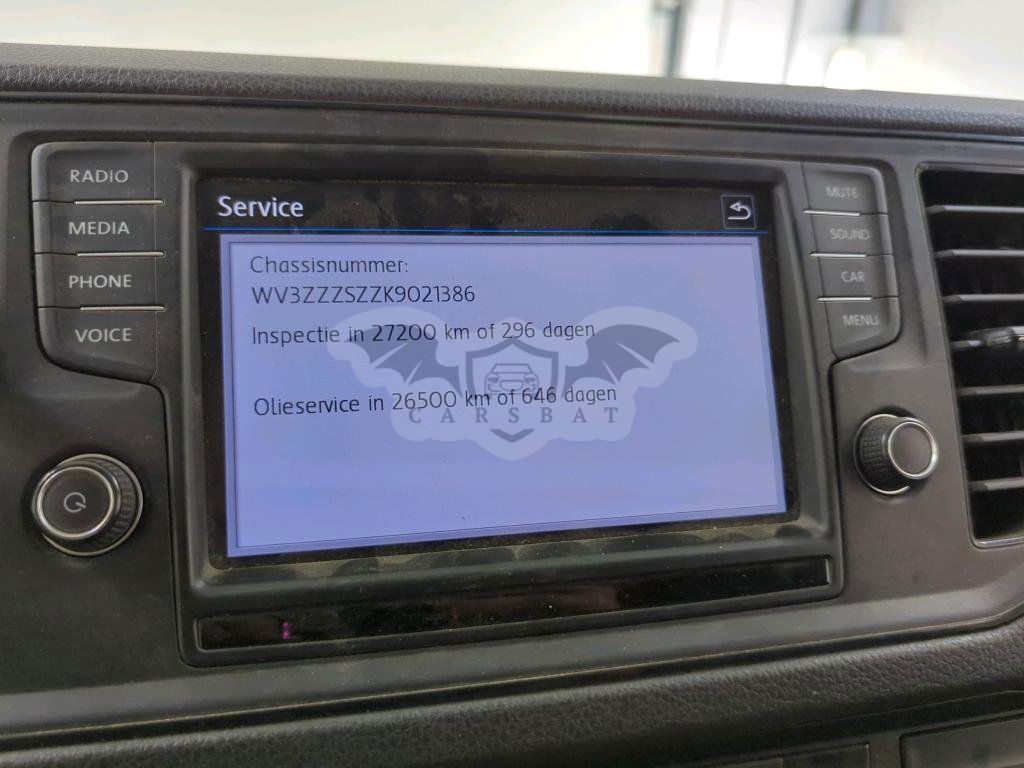 RADIO
MEDIA
PHONE
VOICE
Service
Chassisnummer:
WV3ZZZSZZK9021386
Inspectie in 27200 km of 296 dagen
Olieservice in 26500 km of 646 dagen
CARSBAT
MUTE
SOUND
CAR
MENU